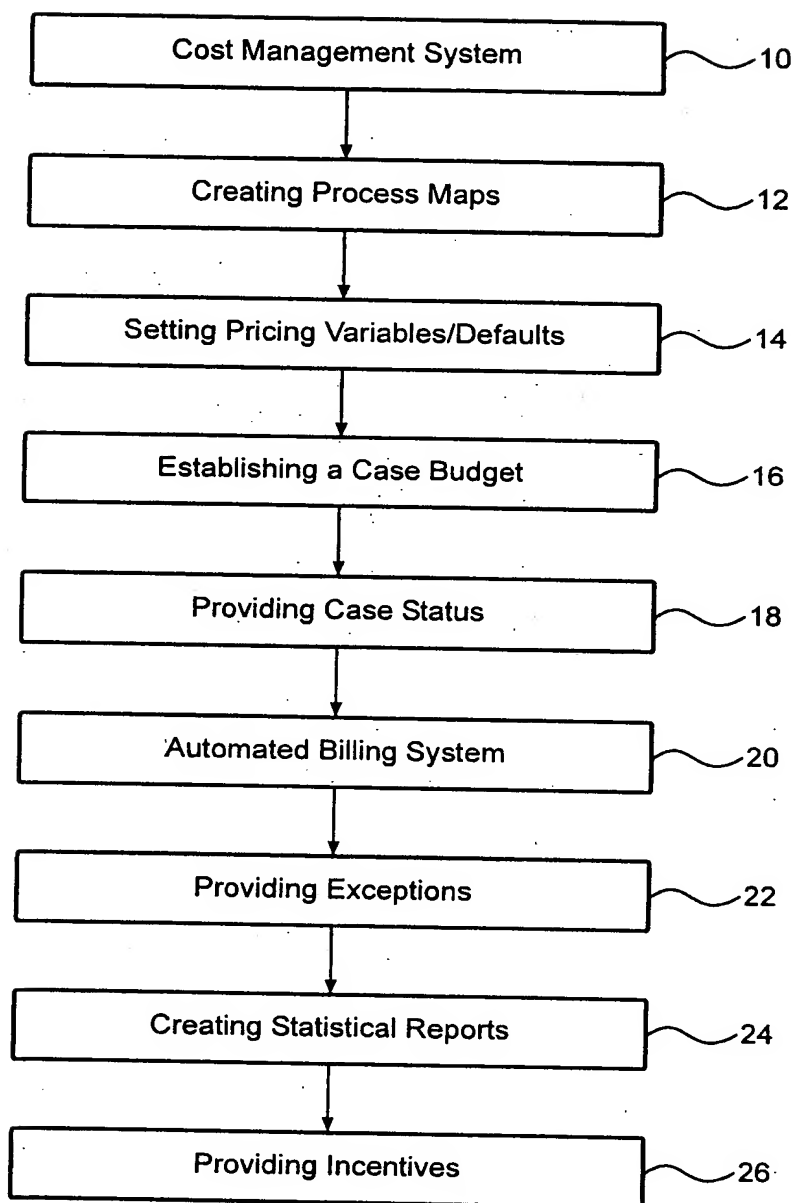 Cost Management System 10
Creating Process Maps 12
Setting Pricing Variables/Defaults 14
Establishing a Case Budget 16
Providing Case Status 18
Automated Billing System 20
Providing Exceptions 22
Creating Statistical Reports 24
Providing Incentives 26